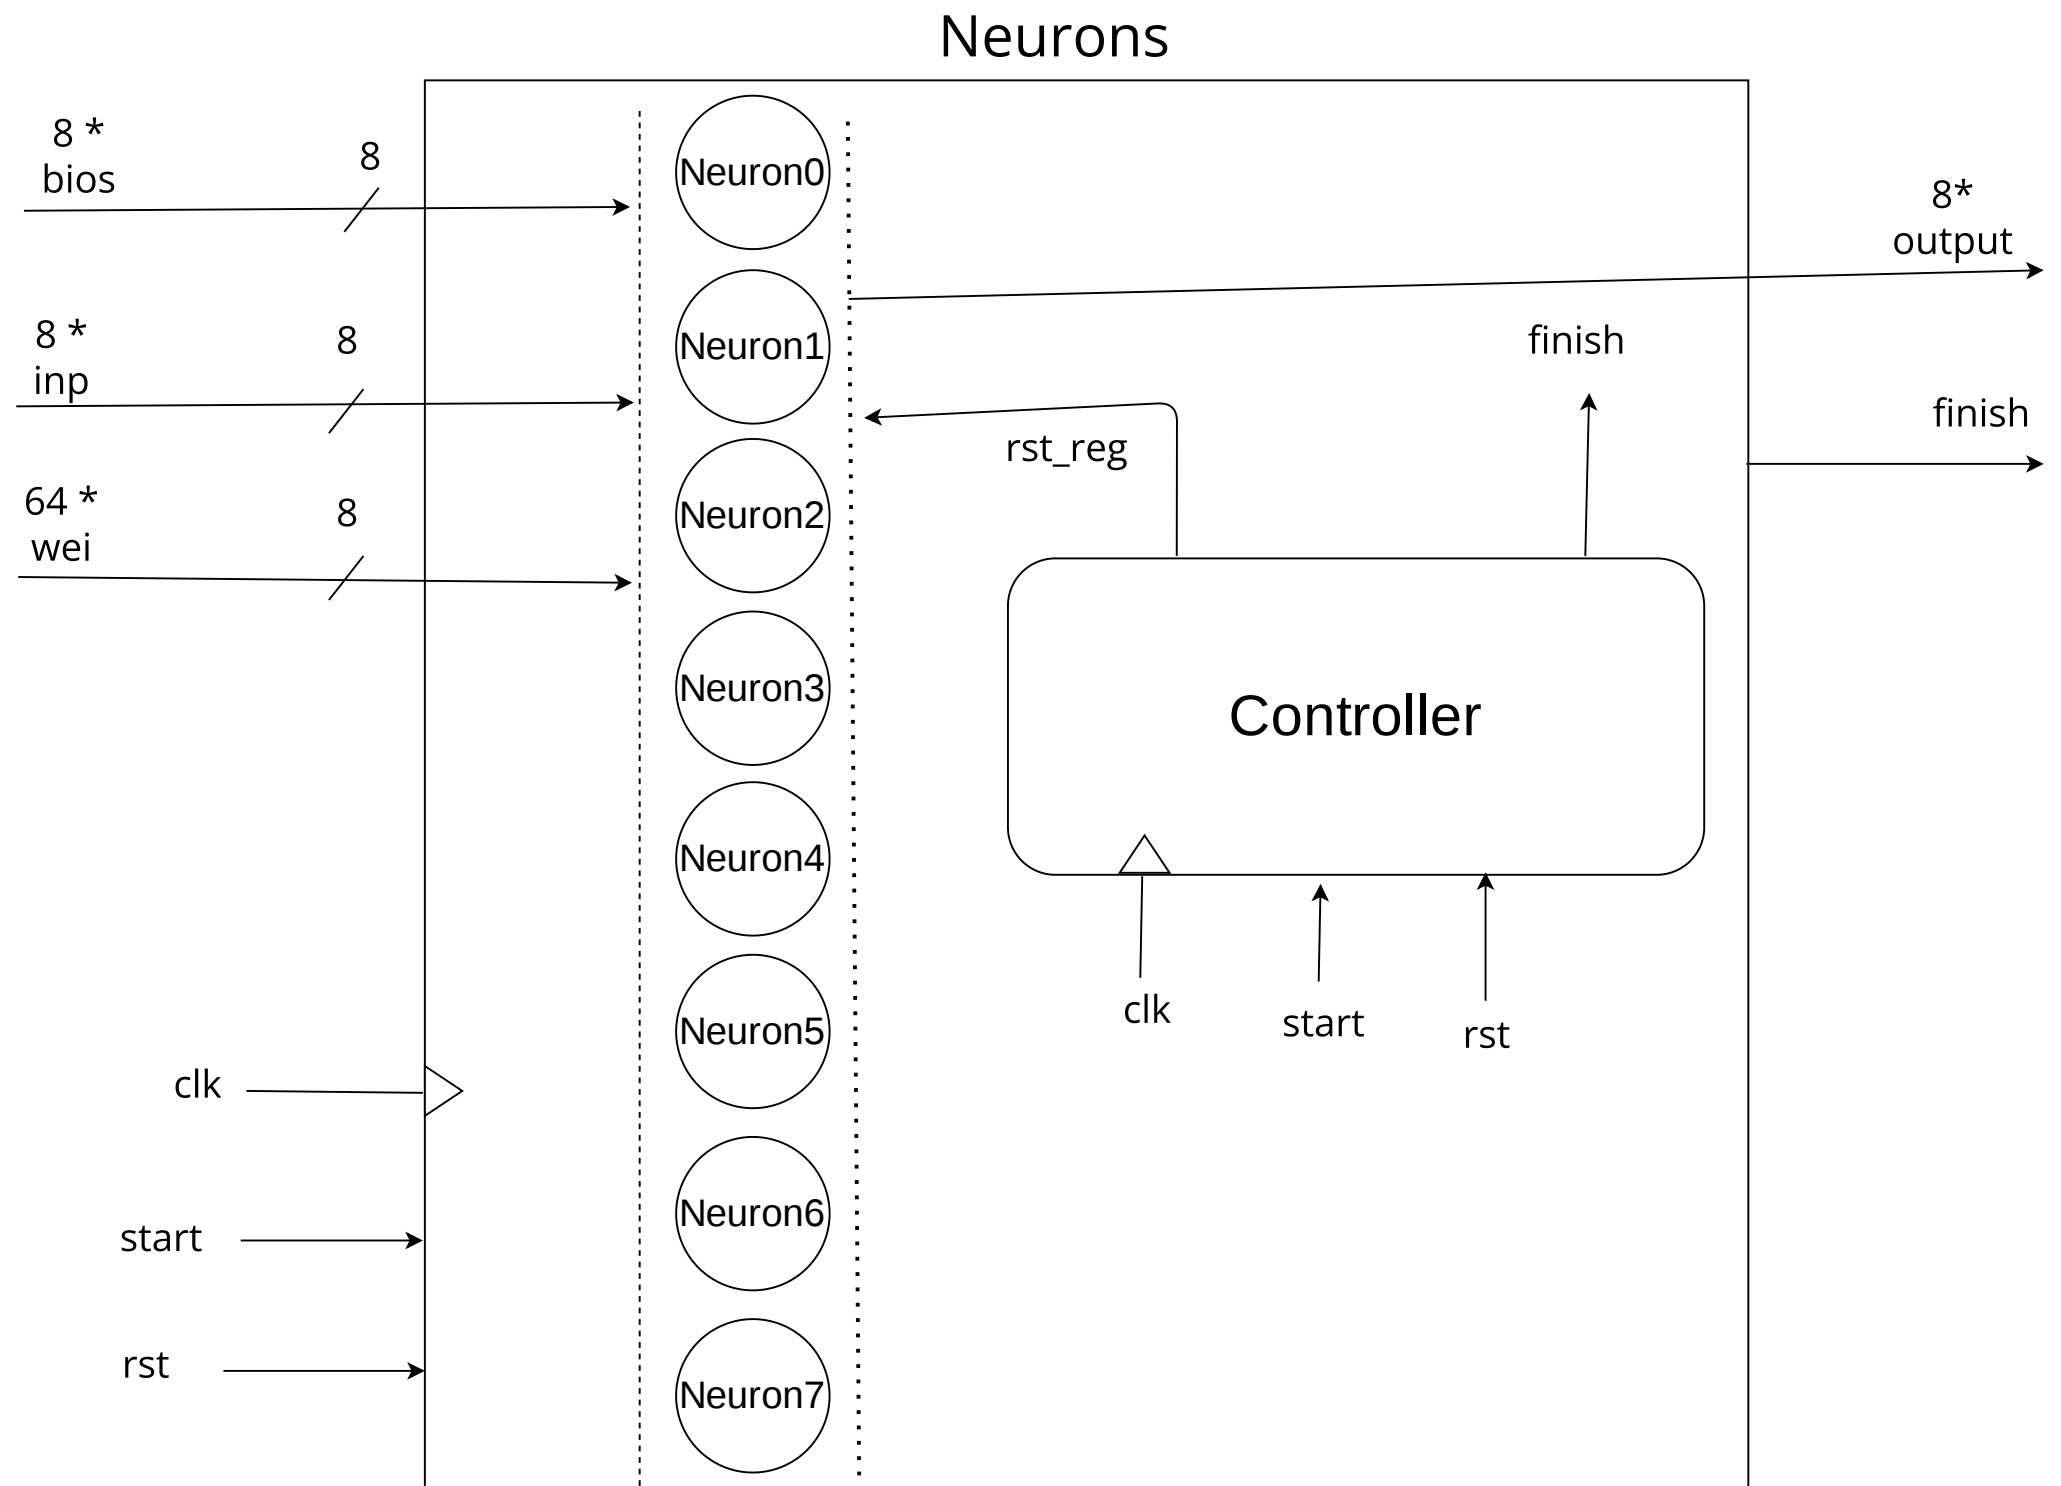 Neurons
8 *
bios
8
Neuron0
8*
output
8 *
inp
8
Neuron1
finish
finish
rst_reg
64 *
wei
8
Neuron2
Neuron3
Controller
Neuron4
clk
start
rst
Neuron5
clk
Neuron6
start
rst
Neuron7